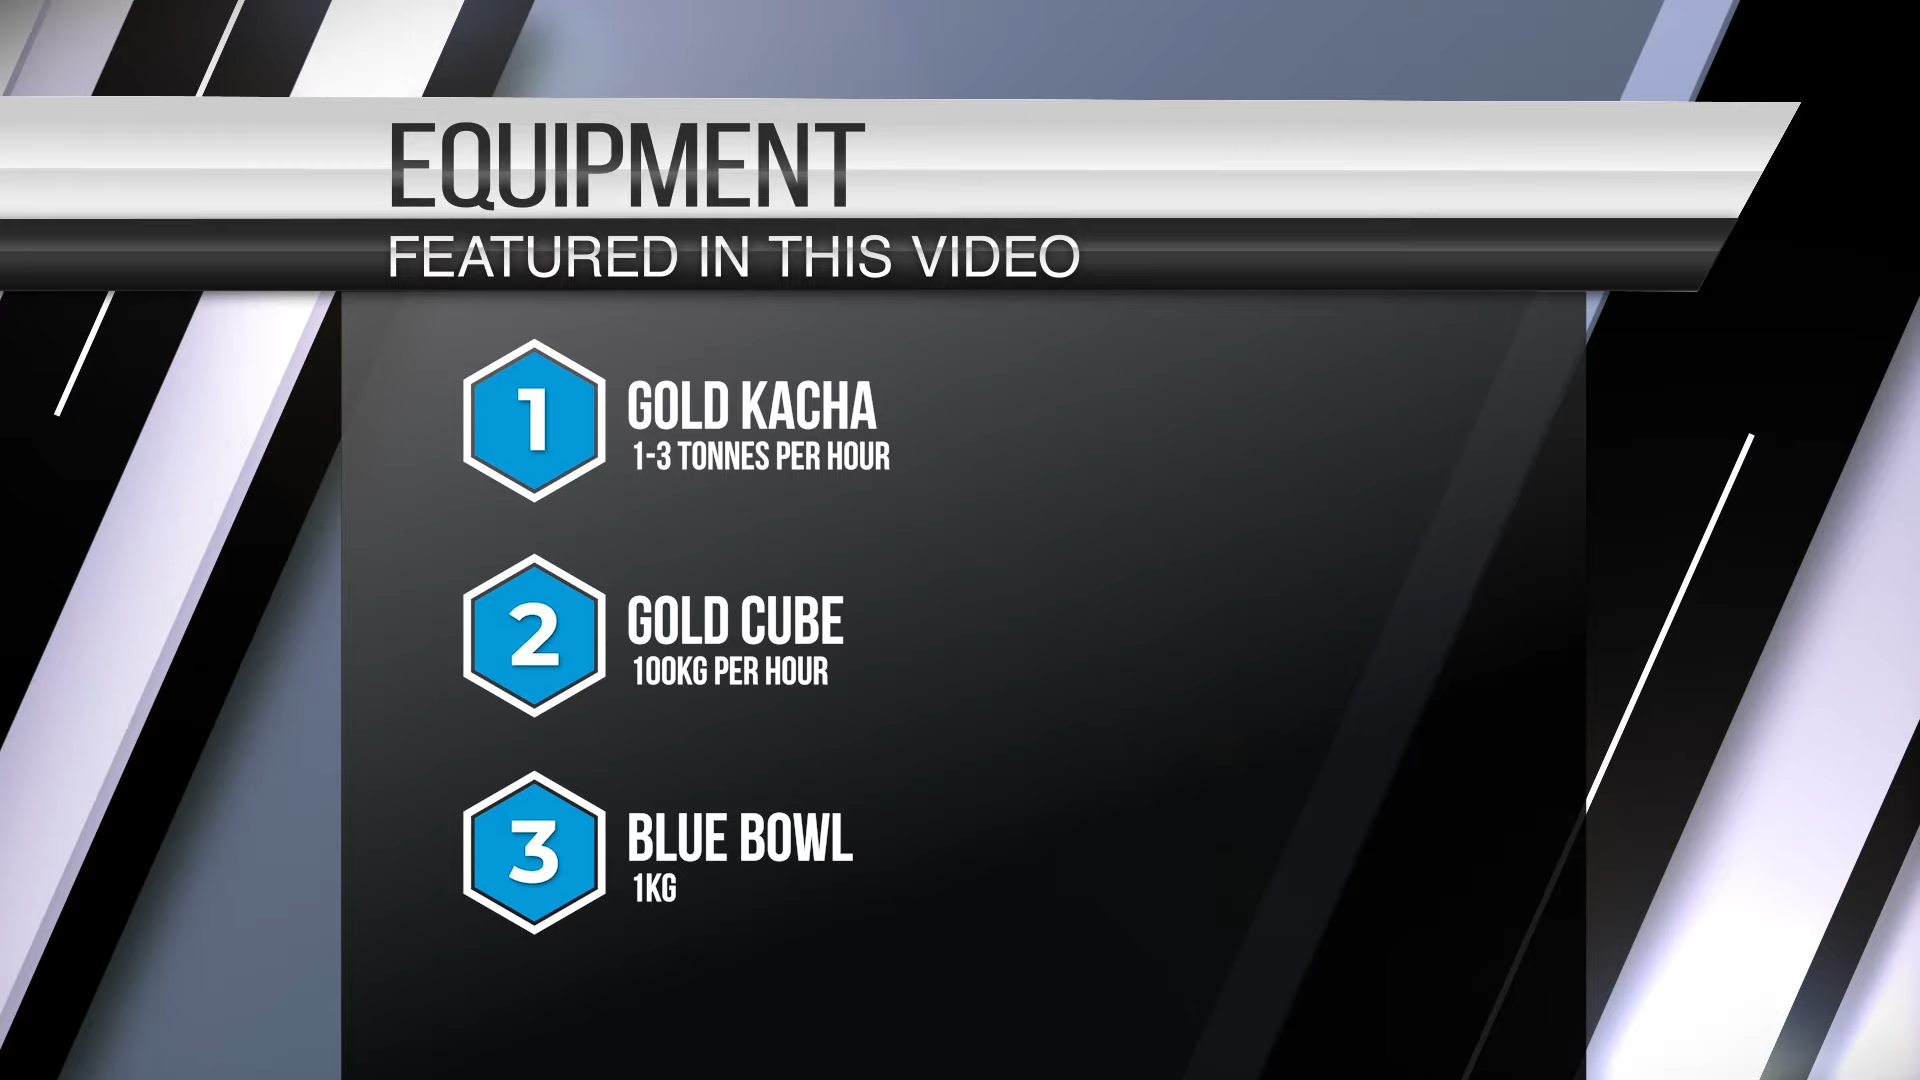 EQUIPMENT
FEATURED IN THIS VIDEO
1
GOLD KACHA
1-3 TONNES PER HOUR
2
GOLD CUBE
100KG PER HOUR
3
BLUE BOWL
1KG